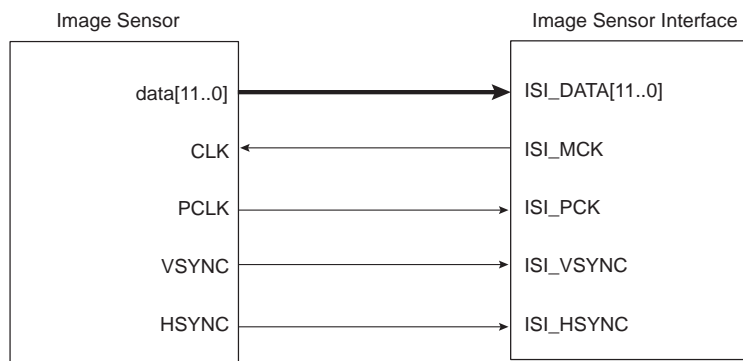 Image Sensor
Image Sensor Interface
data[11..0]
ISI_DATA[11..0]
CLK
ISI_MCK
PCLK
ISI_PCK
VSYNC
ISI_VSYNC
HSYNC
ISI_HSYNC